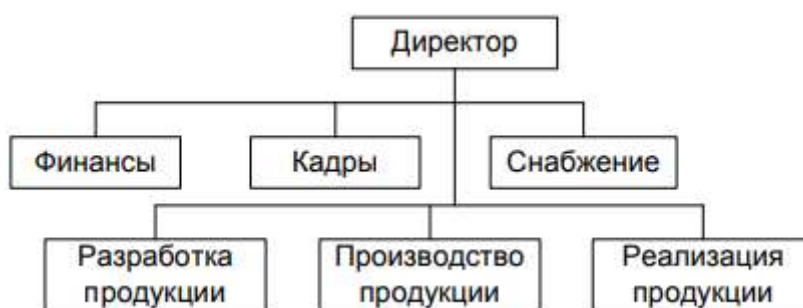 Директор
Финансы
Кадры
Снабжение
Разработка
продукции
Производство
продукции
Реализация
продукции